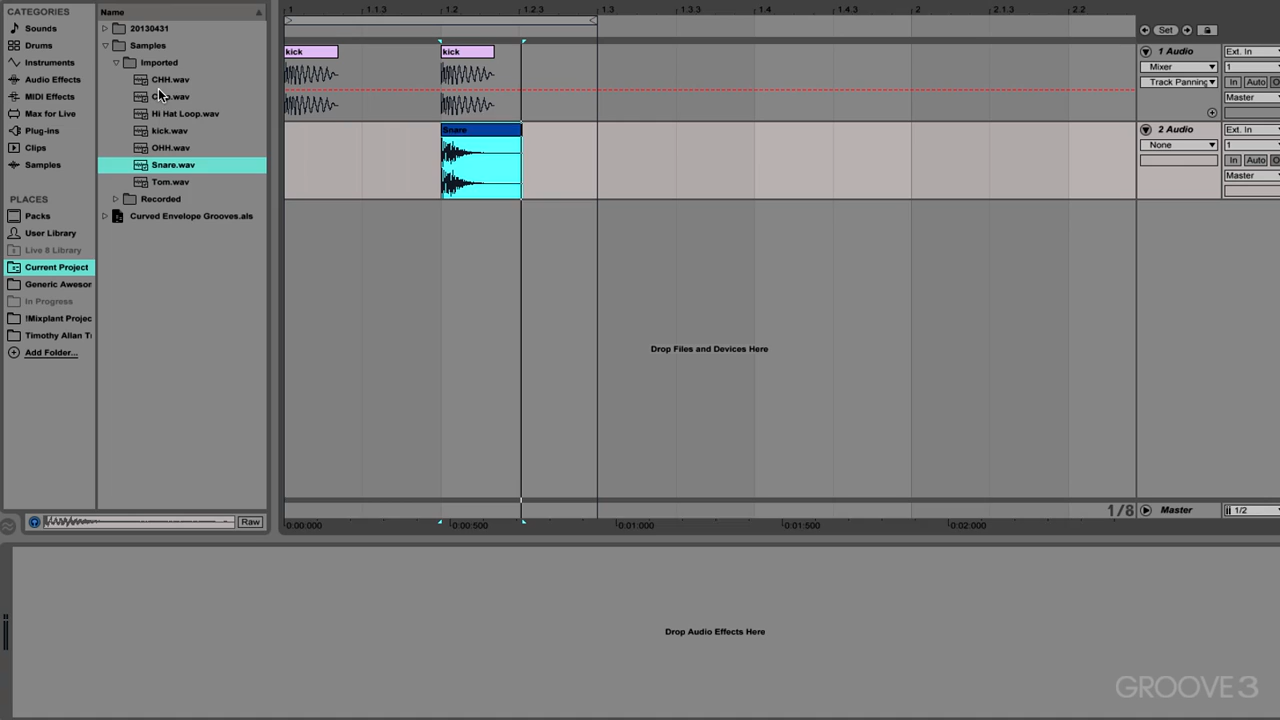 CATEGORIES
Sounds
Drums
Instruments
Audio Effects
MIDI Effects
Max for Live
Plug-ins
Clips
Samples
PLACES
Packs
User Library
Live 8 Library
Current Project
Generic Awesor
In Progress
!Mixplant Projec
Timothy Allan Tr
Add Folder...
Name
20130431
Samples
Imported
CHH.wav
Hi Hat Loop.wav
kick.wav
OHH.wav
Snare.wav
Tom.wav
Recorded
Curved Envelope Grooves.als
Raw
1 1.1.3 1.2 1.2.3 1.3 1.3.3 1.4 1.4.3 2 2.1.3 2.2
kick kick
Snare
Drop Files and Devices Here
Set
1 Audio Ext. In
Mixer 1
Track Panning In Auto O
Master
2 Audio Ext. In
None 1
In Auto O
Master
1/8 Master 1/2
0:00:000 0:00:500 0:01:000 0:01:500 0:02:000
Drop Audio Effects Here
GROOVE3